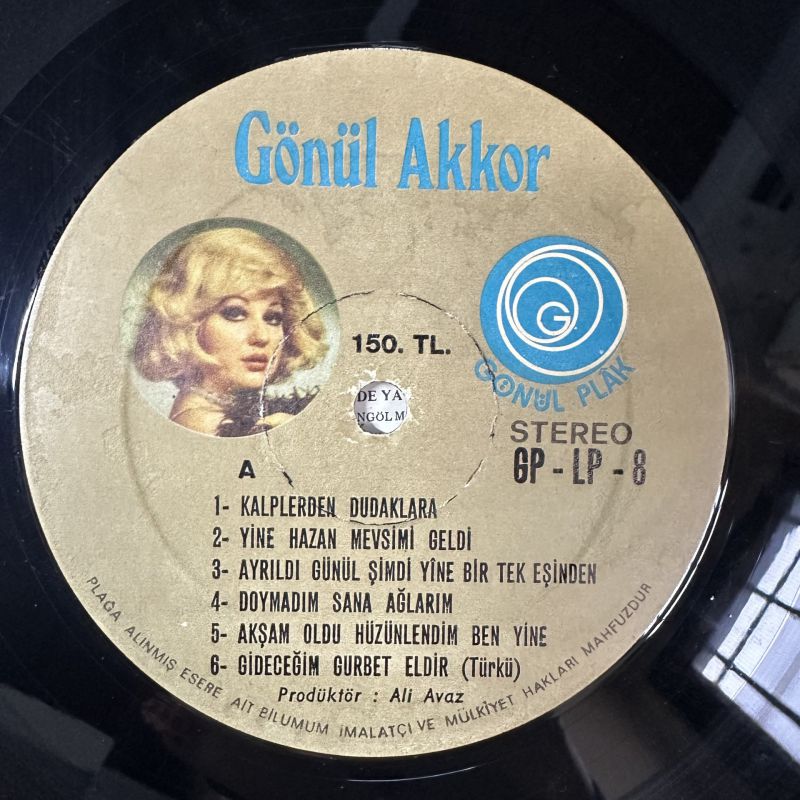 Gönül Akkor
G
GÖNÜL PLÂK
150. TL.
DE YA
NGÖL M
STEREO
GP - LP - 8
A
1- KALPLERDEN DUDAKLARA
2- YİNE HAZAN MEVSİMİ GELDİ
3- AYRILDI GÜNÜL ŞİMDİ YİNE BİR TEK EŞİNDEN
4- DOYMADIM SANA AĞLARIM
5- AKŞAM OLDU HÜZÜNLENDİM BEN YİNE
6- GİDECEĞİM GURBET ELDİR (Türkü)
Prodüktör : Ali Avaz
PLAĞA ALINMIŞ ESERE AİT BİLUMUM İMALATÇI VE MÜLKİYET HAKLARI MAHFUZDUR